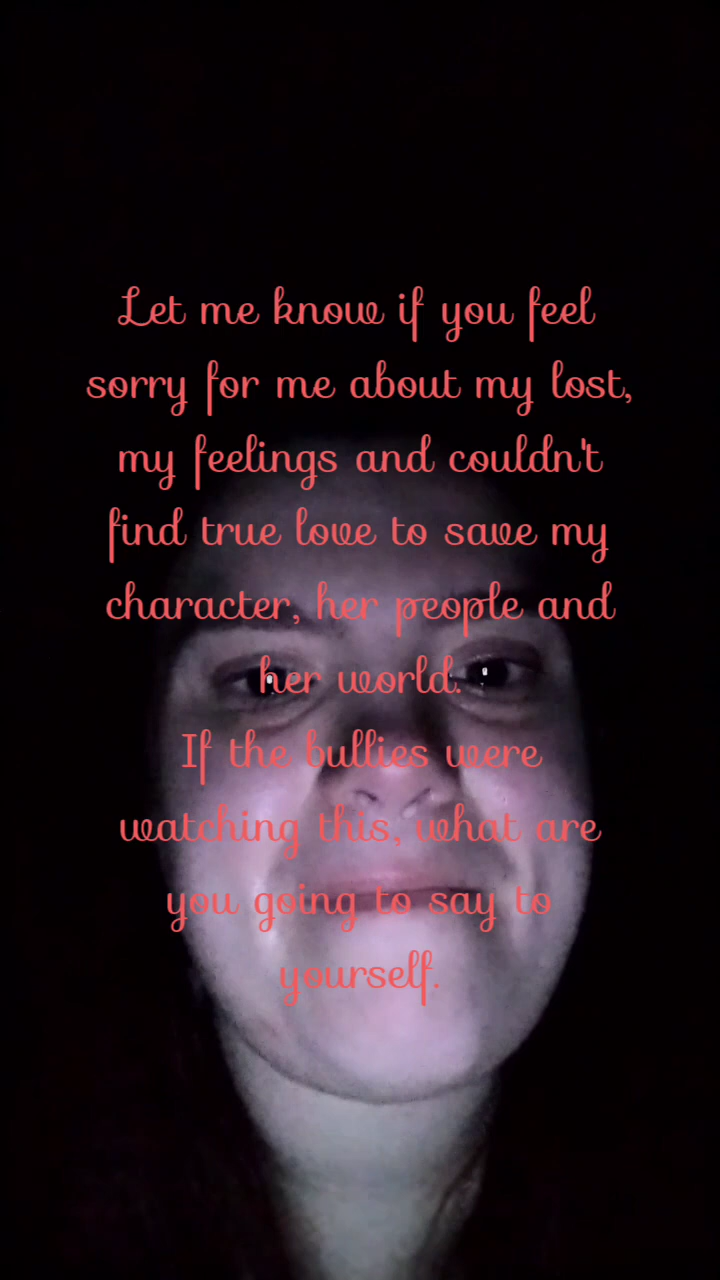 Let me know if you feel
sorry for me about my lost,
my feelings and couldn't
find true love to save my
character, her people and
her world.
If the bullies were
watching this, what are
you going to say to
yourself.